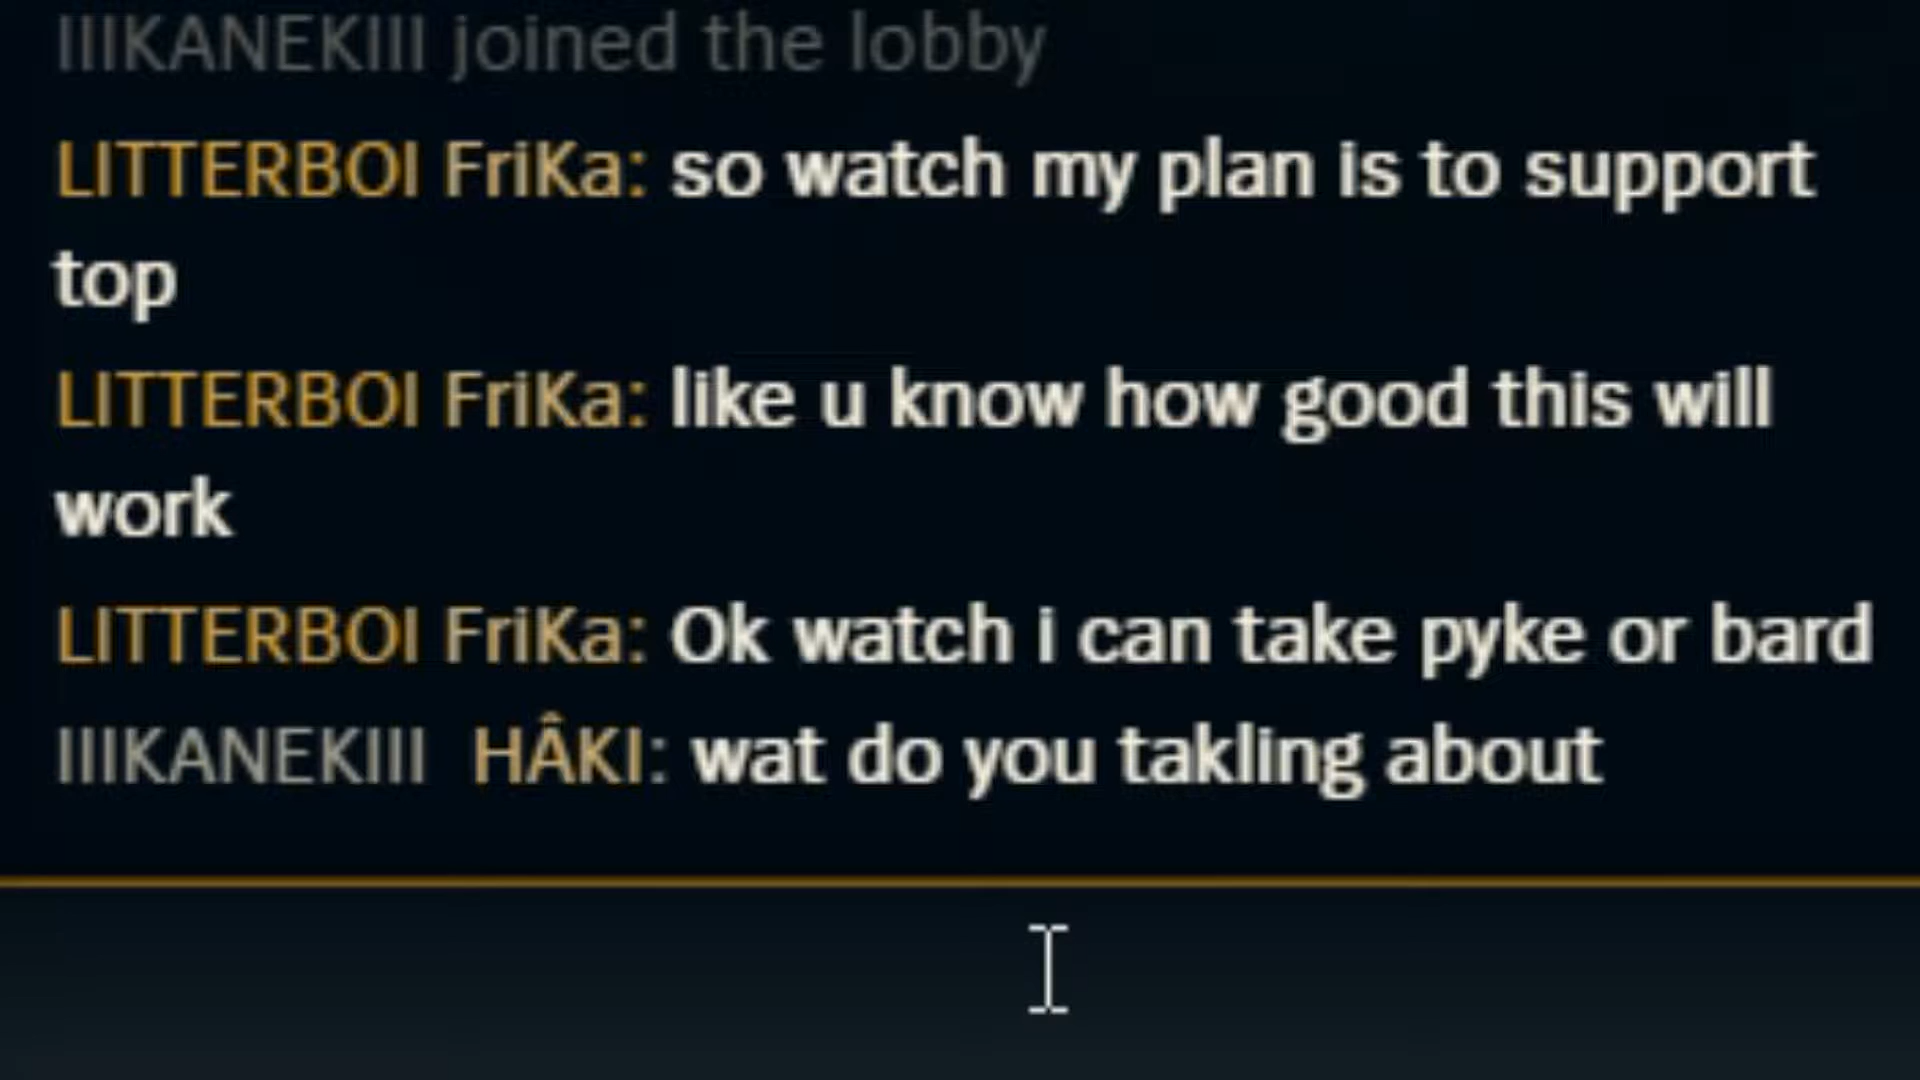 IIIKANEKIII joined the lobby
LITTERBOI FriKa: so watch my plan is to support
top
LITTERBOI FriKa: like u know how good this will
work
LITTERBOI FriKa: Ok watch i can take pyke or bard
IIIKANEKIII HÂKI: wat do you takling about